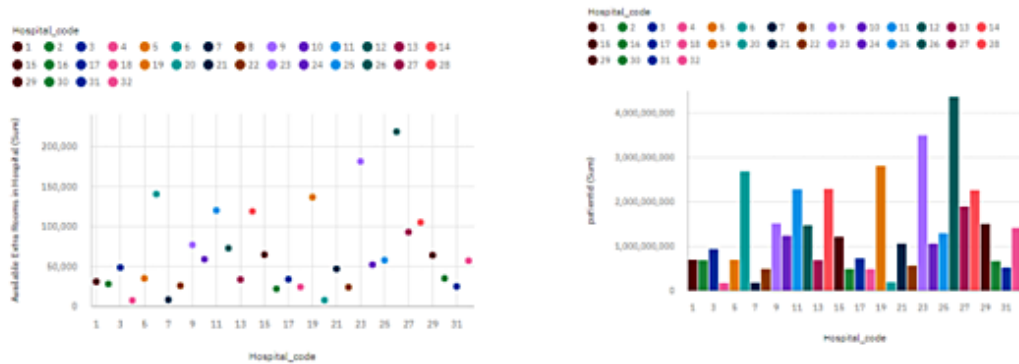 Hospital_code
1 2 3 4 5 6 7 8 9 10 11 12 13 14
15 16 17 18 19 20 21 22 23 24 25 26 27 28
29 30 31 32
Available Extra Rooms in Hospital (Sum)
200,000
150,000
100,000
50,000
0
1 3 5 7 9 11 13 15 17 19 21 23 25 27 29 31
Hospital_code
Hospital_code
1 2 3 4 5 6 7 8 9 10 11 12 13 14
15 16 17 18 19 20 21 22 23 24 25 26 27 28
29 30 31 32
patientid (Sum)
4,000,000,000
3,000,000,000
2,000,000,000
1,000,000,000
0
1 3 5 7 9 11 13 15 17 19 21 23 25 27 29 31
Hospital_code